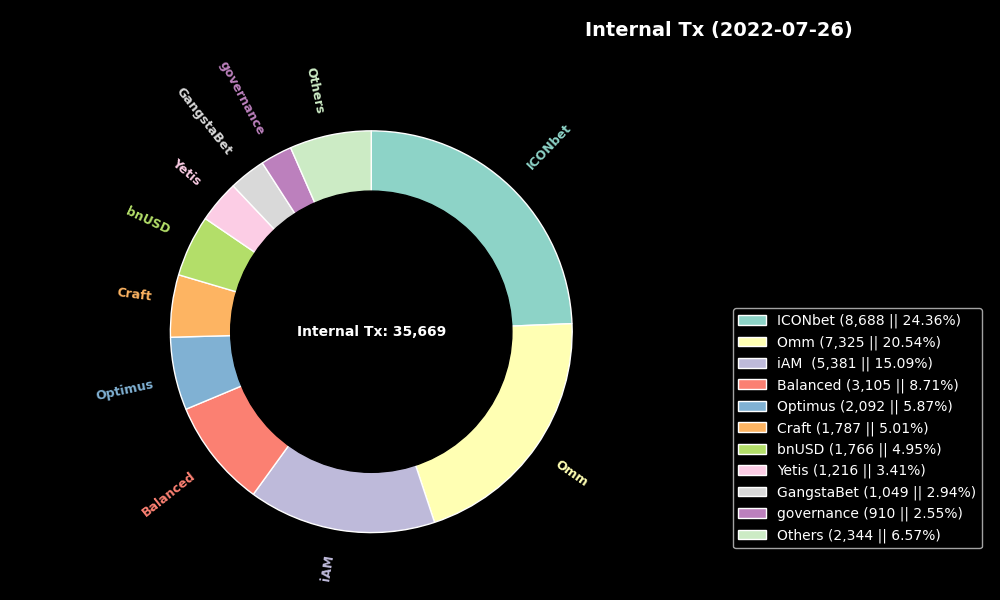 Internal Tx (2022-07-26)
Others
governance
GangstaBet
Yetis
bnUSD
Craft
Optimus
Balanced
iAM
Omm
ICONbet
Internal Tx: 35,669
ICONbet (8,688 || 24.36%)
Omm (7,325 || 20.54%)
iAM  (5,381 || 15.09%)
Balanced (3,105 || 8.71%)
Optimus (2,092 || 5.87%)
Craft (1,787 || 5.01%)
bnUSD (1,766 || 4.95%)
Yetis (1,216 || 3.41%)
GangstaBet (1,049 || 2.94%)
governance (910 || 2.55%)
Others (2,344 || 6.57%)